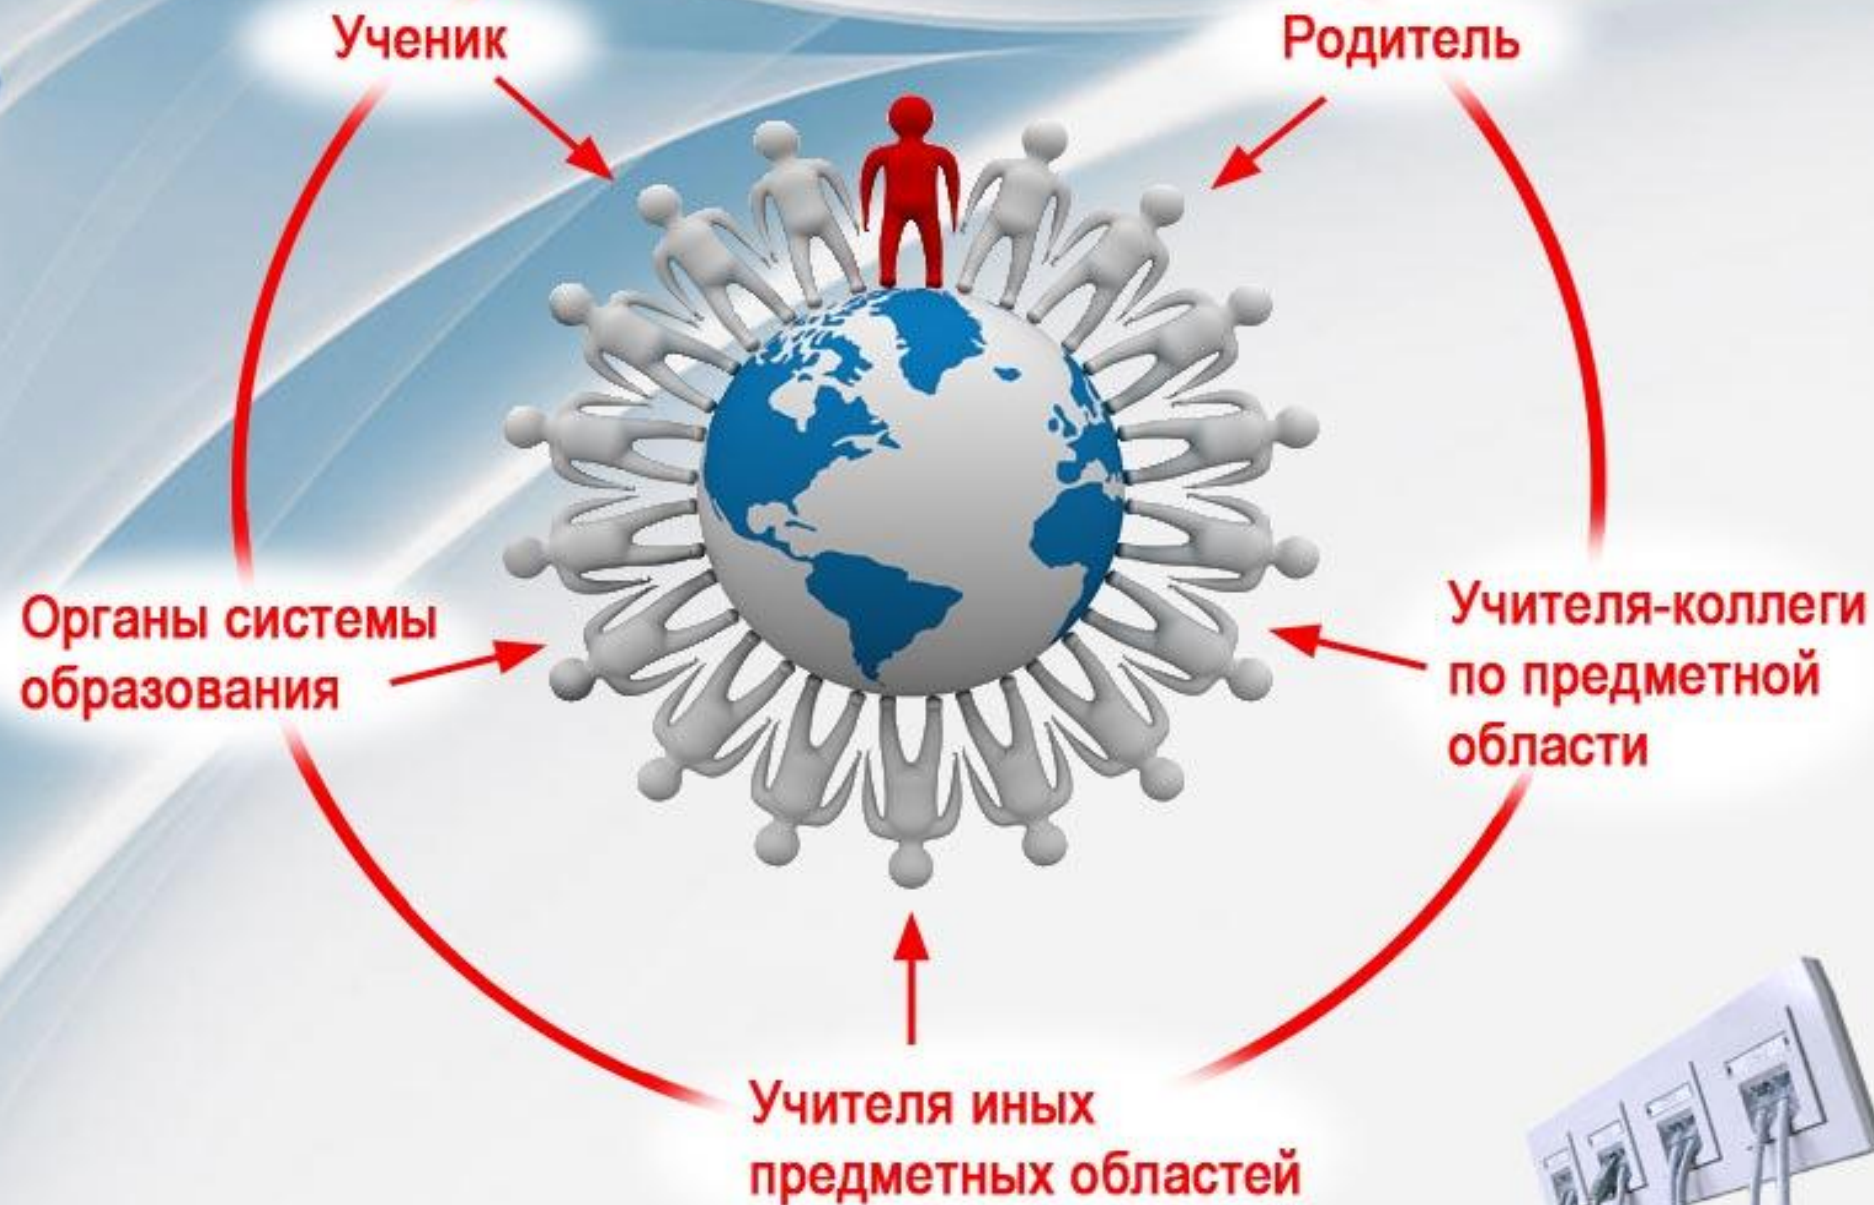 Ученик
Родитель
Органы системы
образования
Учителя-коллеги
по предметной
области
Учителя иных
предметных областей